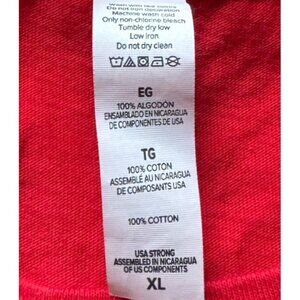 Wash with like colors
Do not iron decoration
Machine wash cold
Only non-chlorine bleach
Tumble dry low
Low iron
Do not dry clean
EG
100% ALGODÓN
ENSAMBLADO EN NICARAGUA
DE COMPONENTES DE USA
TG
100% COTON
ASSEMBLÉ AU NICARAGUA
DE COMPOSANTS USA
100% COTTON
USA STRONG
ASSEMBLED IN NICARAGUA
OF US COMPONENTS
XL